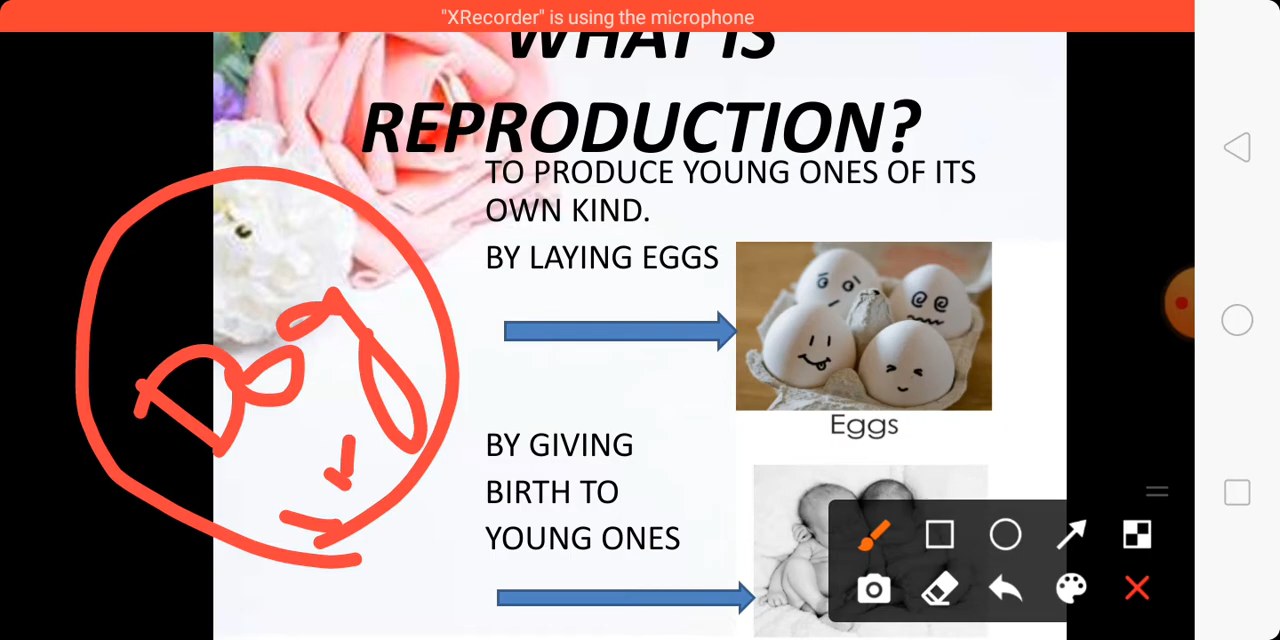 "XRecorder" is using the microphone
WHAT IS
REPRODUCTION?
TO PRODUCE YOUNG ONES OF ITS
OWN KIND.
BY LAYING EGGS
Eggs
BY GIVING
BIRTH TO
YOUNG ONES